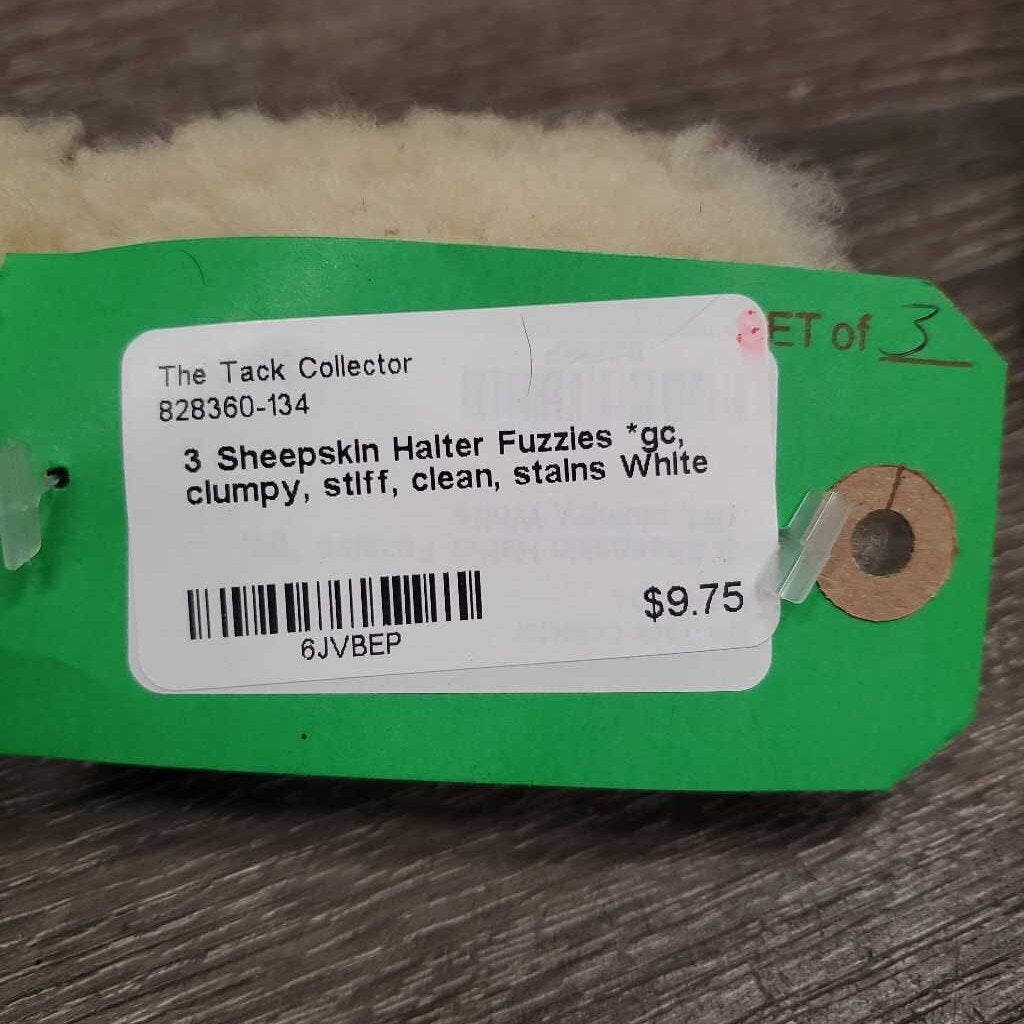 ET of 3
The Tack Collector
828360-134
3 Sheepskin Halter Fuzzies *gc,
clumpy, stiff, clean, stains White
$9.75
6JVBEP